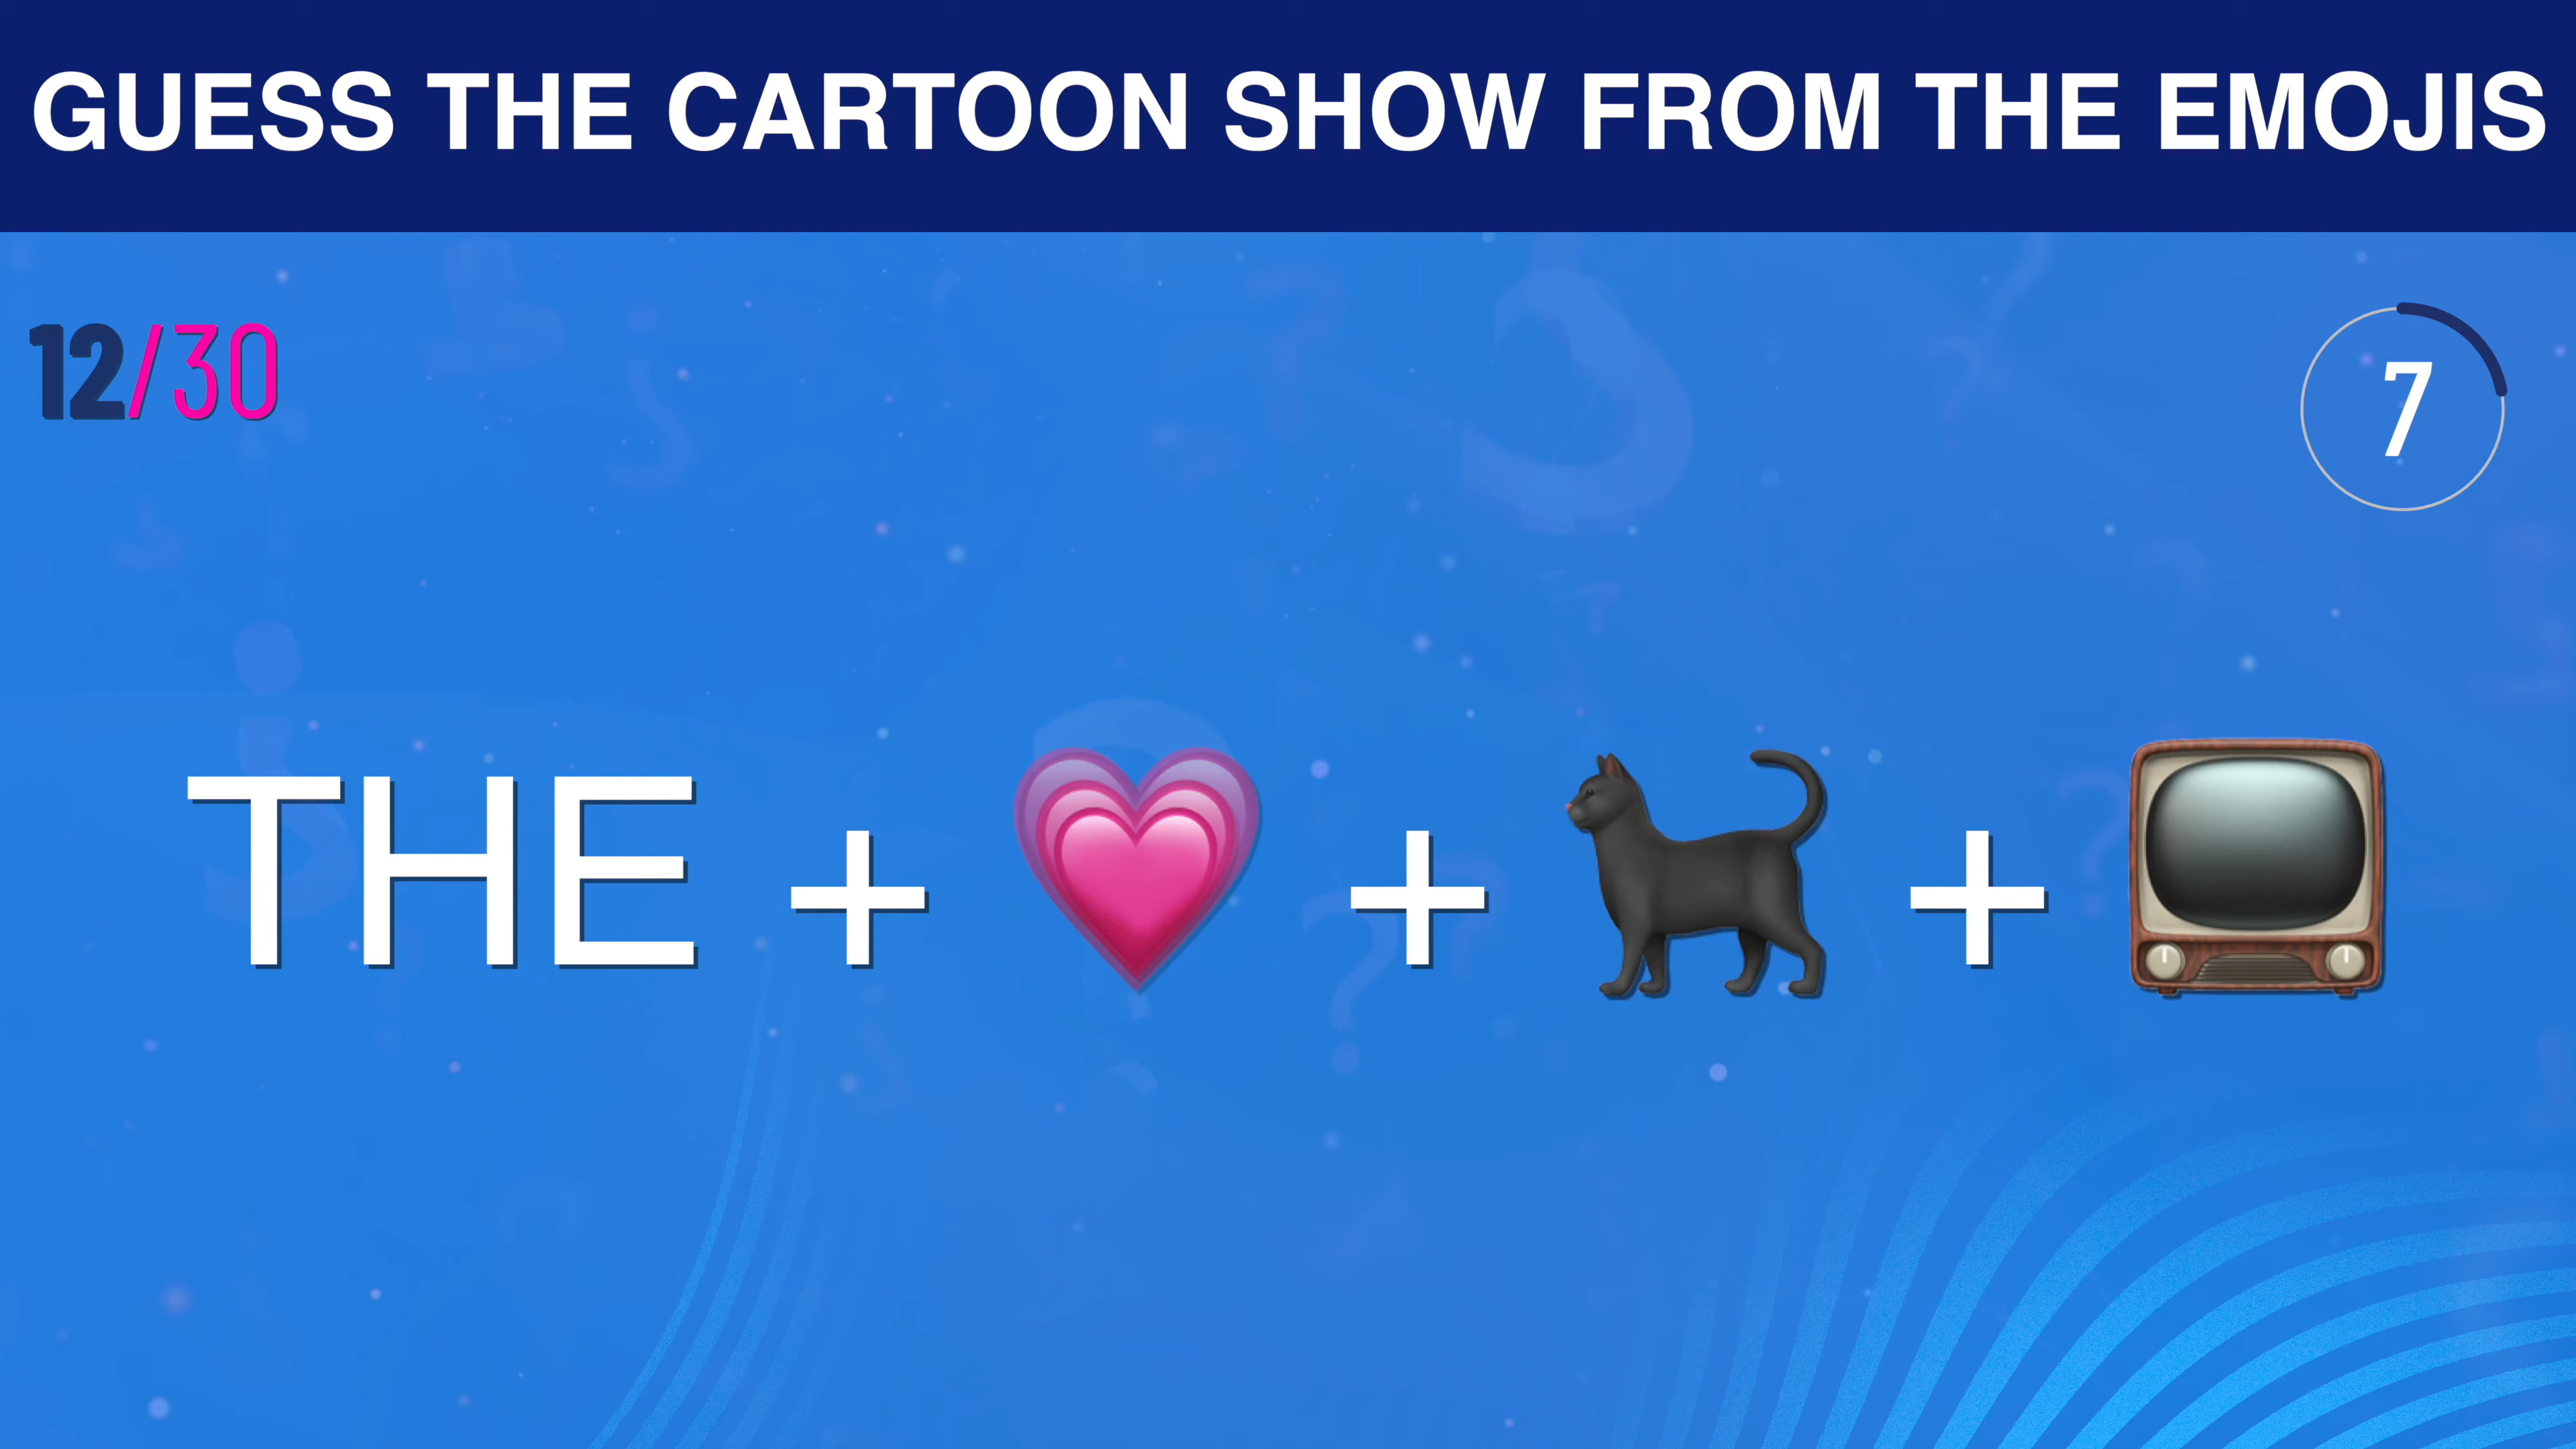 GUESS THE CARTOON SHOW FROM THE EMOJIS
12/30
7
THE + + +